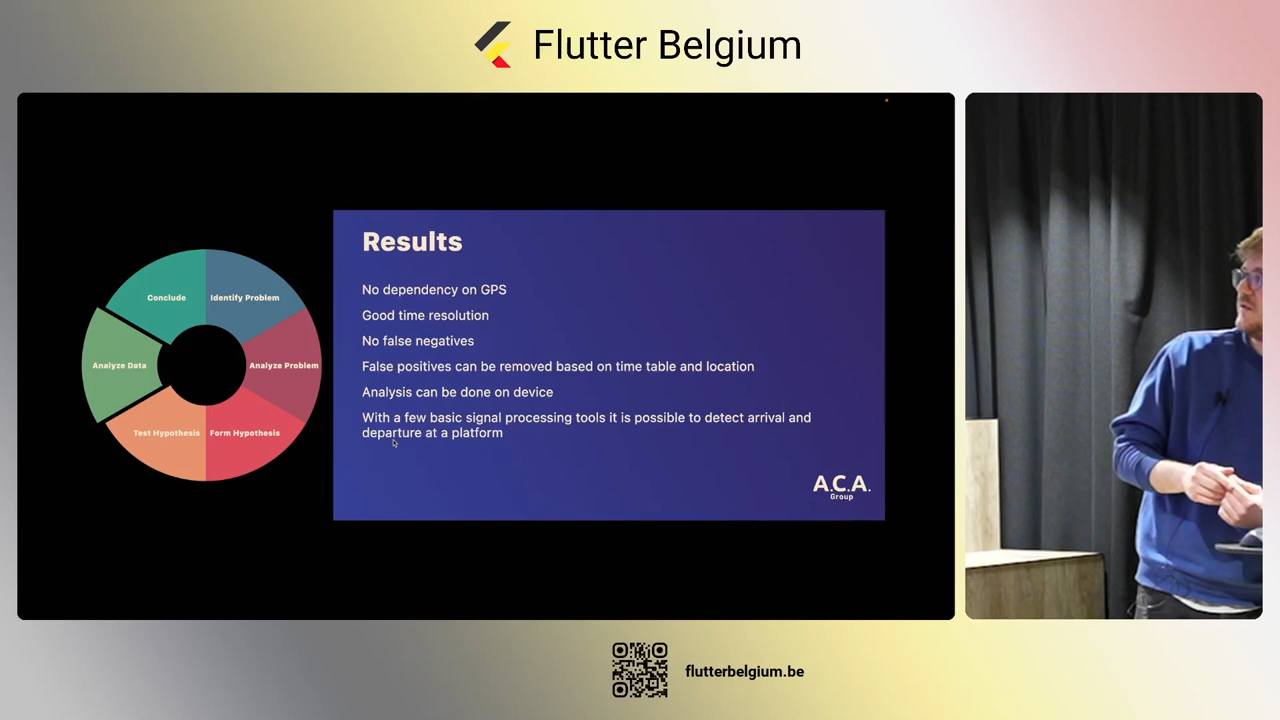 Flutter Belgium
Results
No dependency on GPS
Good time resolution
No false negatives
False positives can be removed based on time table and location
Analysis can be done on device
With a few basic signal processing tools it is possible to detect arrival and
departure at a platform
A.C.A.
Group
Conclude
Identify Problem
Analyze Data
Analyze Problem
Test Hypothesis
Form Hypothesis
flutterbelgium.be